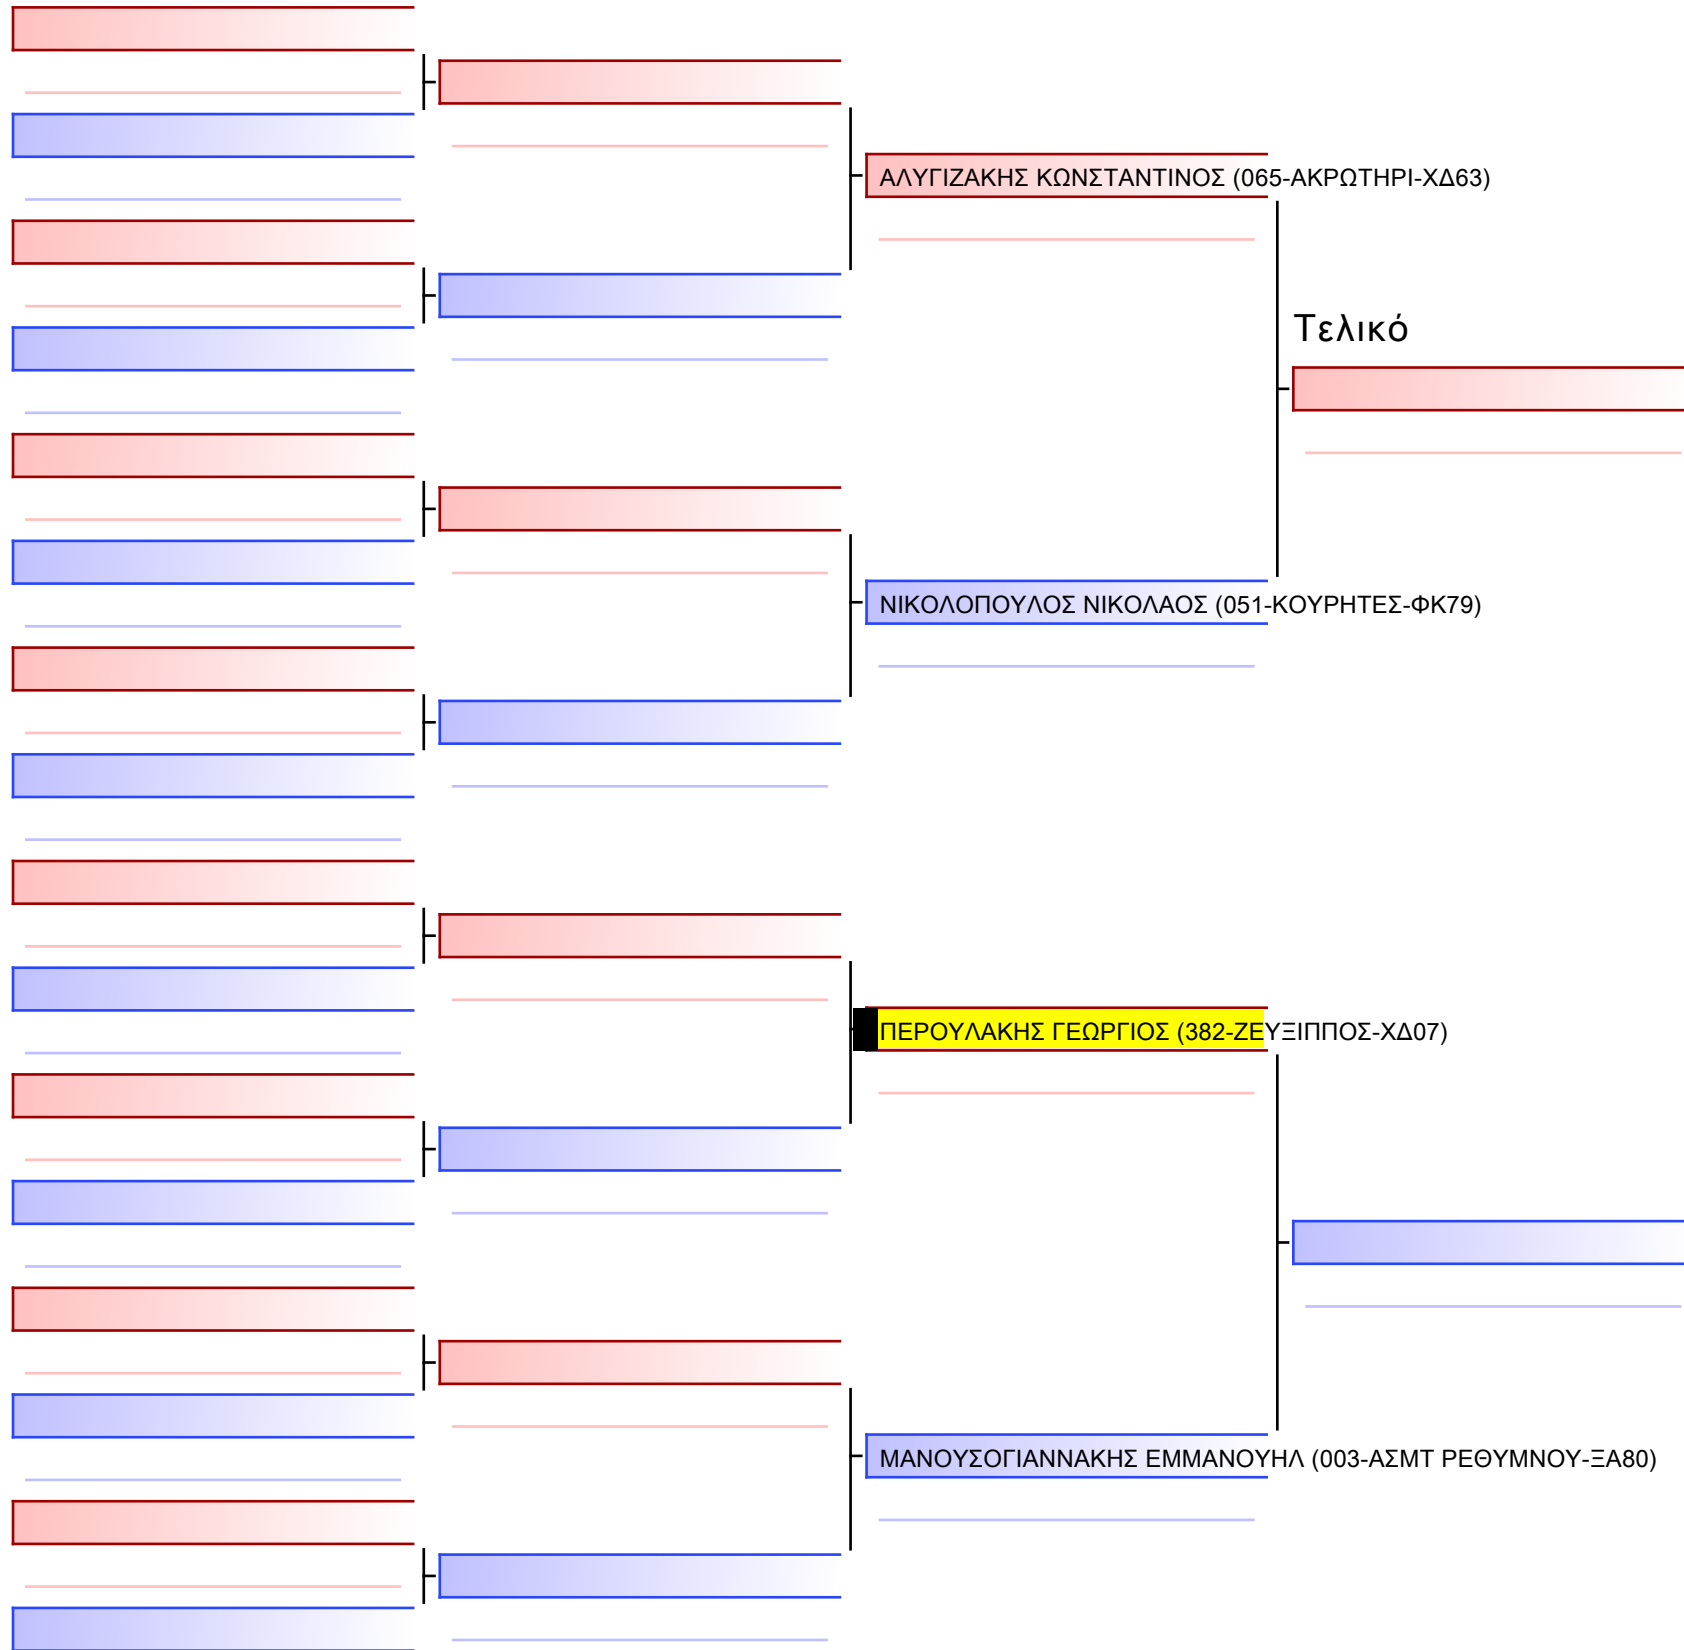 ΑΛΥΓΙΖΑΚΗΣ ΚΩΝΣΤΑΝΤΙΝΟΣ (065-ΑΚΡΩΤΗΡΙ-ΧΔ63)
Τελικό
ΝΙΚΟΛΟΠΟΥΛΟΣ ΝΙΚΟΛΑΟΣ (051-ΚΟΥΡΗΤΕΣ-ΦΚ79)
ΠΕΡΟΥΛΑΚΗΣ ΓΕΩΡΓΙΟΣ (382-ΖΕΥΞΙΠΠΟΣ-ΧΔ07)
ΜΑΝΟΥΣΟΓΙΑΝΝΑΚΗΣ ΕΜΜΑΝΟΥΗΛ (003-ΑΣΜΤ ΡΕΘΥΜΝΟΥ-ΞΑ80)